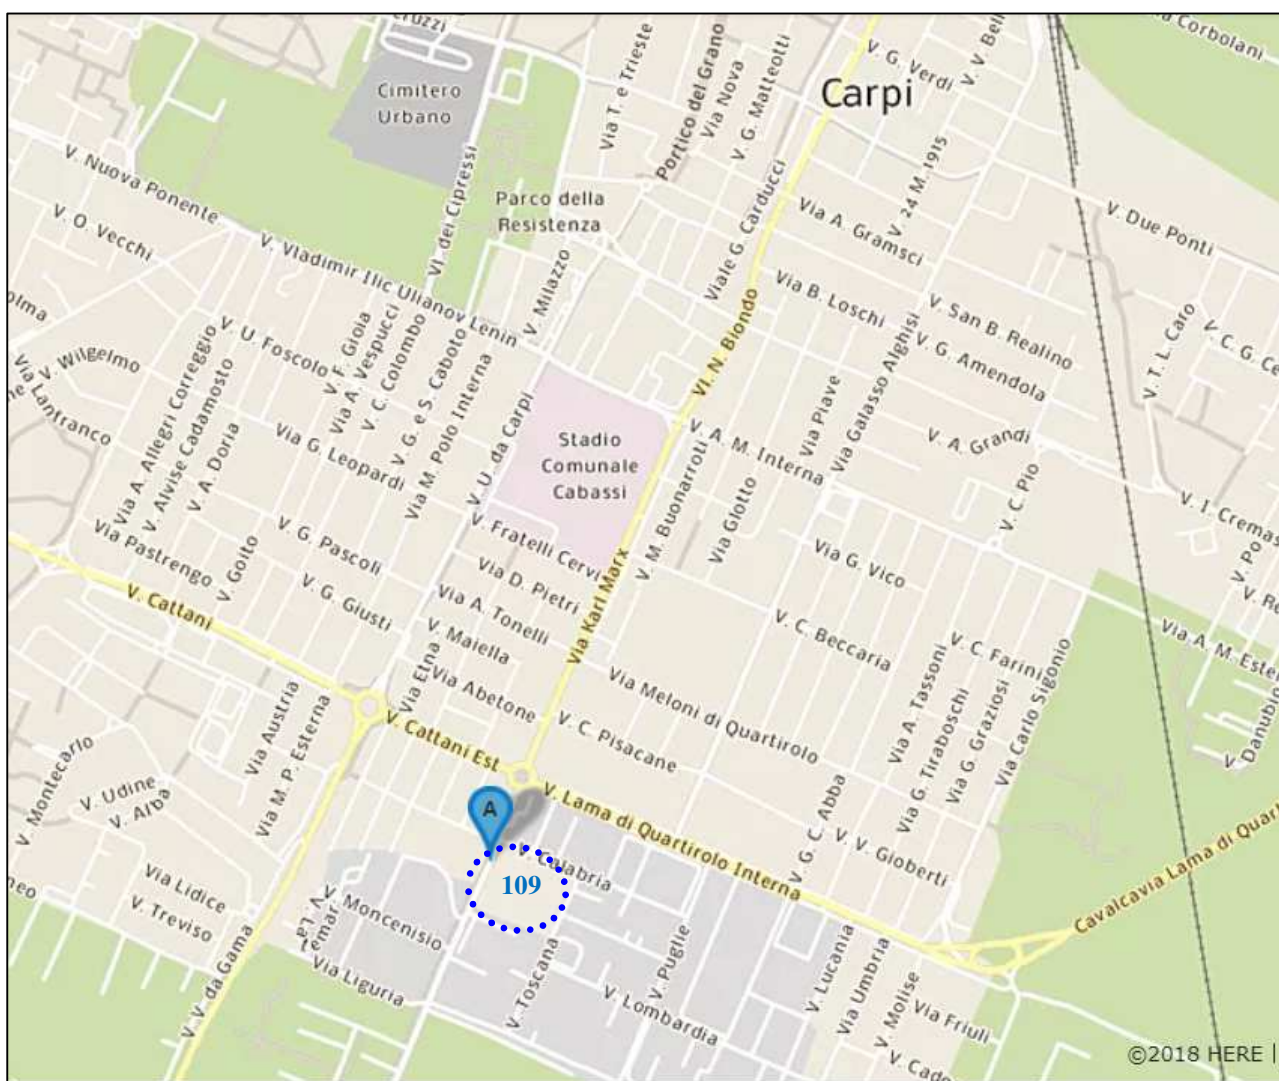 V. G. Verdi
V. V. Bell
Corbolani
Carpi
Cimitero
Urbano
Via T. e Trieste
Portico del Grano
Via Nova
V. G. Matteotti
V. Nuova Ponente
Vl. dei Cipressi
Parco della
Resistenza
Viale G. Carducci
V. 24 M. 1915
Via A. Gramsci
V. Due Ponti
V. O. Vecchi
V. Vladimir Ilic Ulianov Lenin
V. Milazzo
Via B. Loschi
V. San B. Realino
V. G. Amendola
V. T. L. Caro
V. C. G. Ce
olma
V. Wilgelmo
Via Lanfranco
V. U. Foscolo
V. F. Gioia
Via A. Vespucci
V. C. Colombo
V. G. e S. Caboto
Via M. Polo Interna
V. U. da Carpi
Vl. N. Biondo
Via Piave
Via Galasso Alghisi
Via A. Allegri Correggio
V. Alvise Cadamosto
V. A. Doria
Via G. Leopardi
Stadio
Comunale
Cabassi
V. A. M. Interna
V. A. Grandi
V. C. Pio
V. I. Cremas
V. Po
Via Pastrengo
V. Goito
V. G. Pascoli
V. G. Giusti
V. Fratelli Cervi
Via D. Pietri
Via A. Tonelli
V. Maiella
Via Abetone
Via Etna
Via Karl Marx
V. M. Buonarroti
Via Giotto
Via G. Vico
V. C. Beccaria
V. C. Farini
Via A. M. Ester
V. Cattani
Via Meloni di Quartirolo
V. C. Pisacane
Via A. Tassoni
V. G. Tiraboschi
Via G. Graziosi
Via Carlo Sigonio
V. Danubio
Via Austria
Via M. P. Esterna
V. Cattani Est
V. Montecarlo
V. Udine
V. Alba
A
V. Lama di Quartirolo Interna
V. G. C. Abba
V. V. Gioberti
Cavalcavia Lama di Quar
V. Calabria
109
Via Lidice
V. Treviso
V. Moncenisio
Via Liguria
V. V. da Gama
V. Toscana
V. Puglie
V. Lombardia
V. Lucania
Via Umbria
V. Molise
Via Friuli
V. Cado
©2018 HERE |